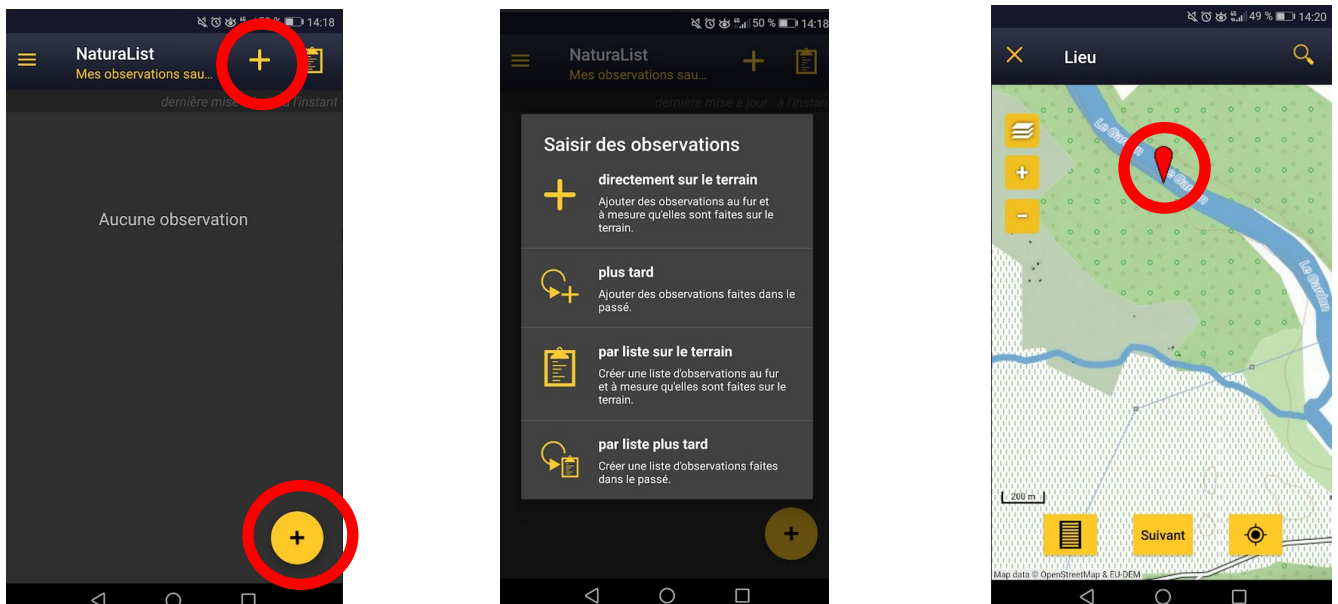 50 % 14:18
NaturaList
Mes observations sau...
dernière mise à l'instant
Aucune observation
50 % 14:18
NaturaList
Mes observations sau...
dernière mise à jour : à l'instan
Saisir des observations
directement sur le terrain
Ajouter des observations au fur et
à mesure qu'elles sont faites sur le
terrain.
plus tard
Ajouter des observations faites dans le
passé.
par liste sur le terrain
Créer une liste d'observations au fur
et à mesure qu'elles sont faites sur le
terrain.
par liste plus tard
Créer une liste d'observations faites
dans le passé.
49 % 14:20
Lieu
Le Gardon
Le Gardon
Le Gardon
200 m
Suivant
Map data © OpenStreetMap & EU-DEM